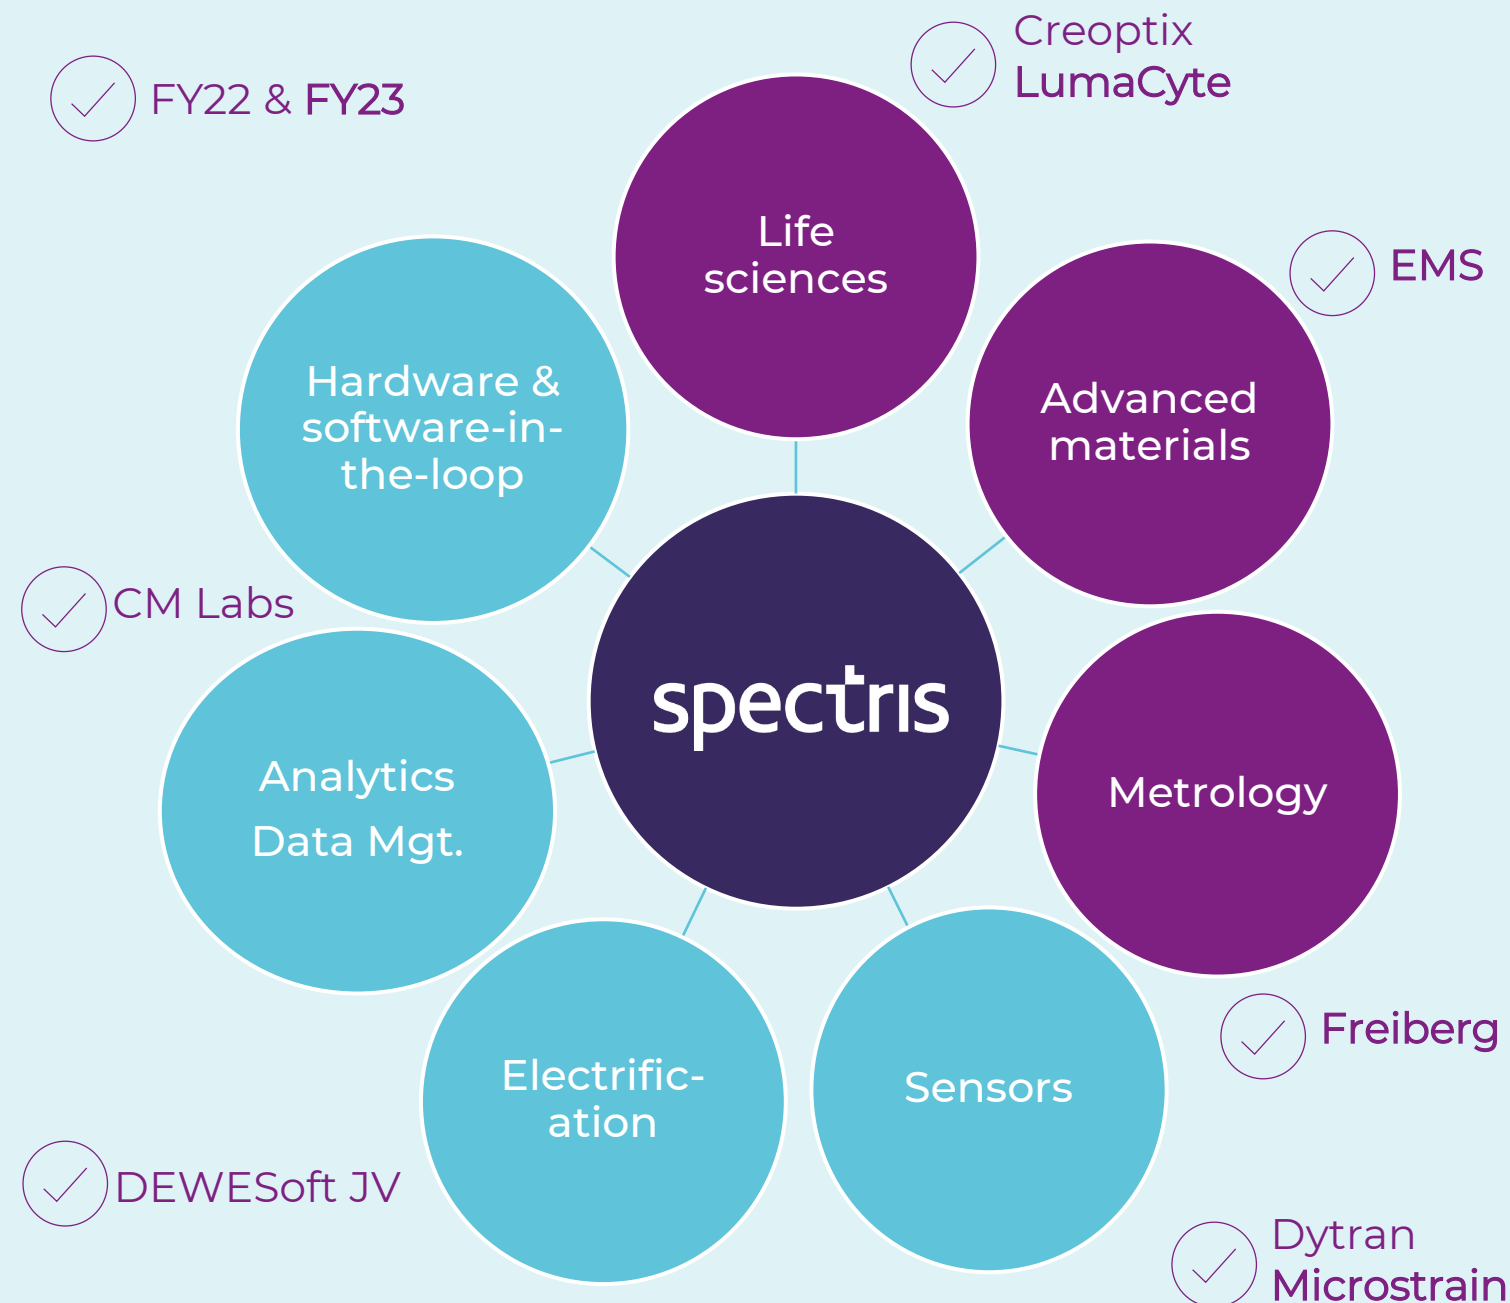 FY22 & FY23
Creoptix
LumaCyte
Life
sciences
EMS
Hardware &
software-in-
the-loop
Advanced
materials
CM Labs
spectris
Analytics
Data Mgt.
Metrology
Freiberg
Electrific-
ation
Sensors
DEWESoft JV
Dytran
Microstrain